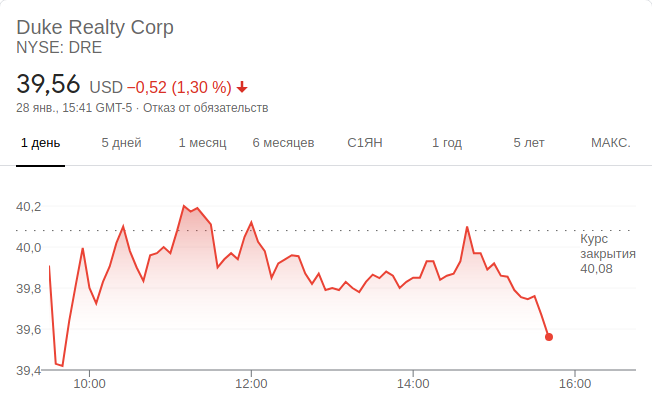 Duke Realty Corp
NYSE: DRE
39,56 USD −0,52 (1,30 %)
28 янв., 15:41 GMT-5 · Отказ от обязательств
1 день 5 дней 1 месяц 6 месяцев С1ЯН 1 год 5 лет МАКС.
40,2
40,0
39,8
39,6
39,4
Курс
закрытия
40,08
10:00 12:00 14:00 16:00